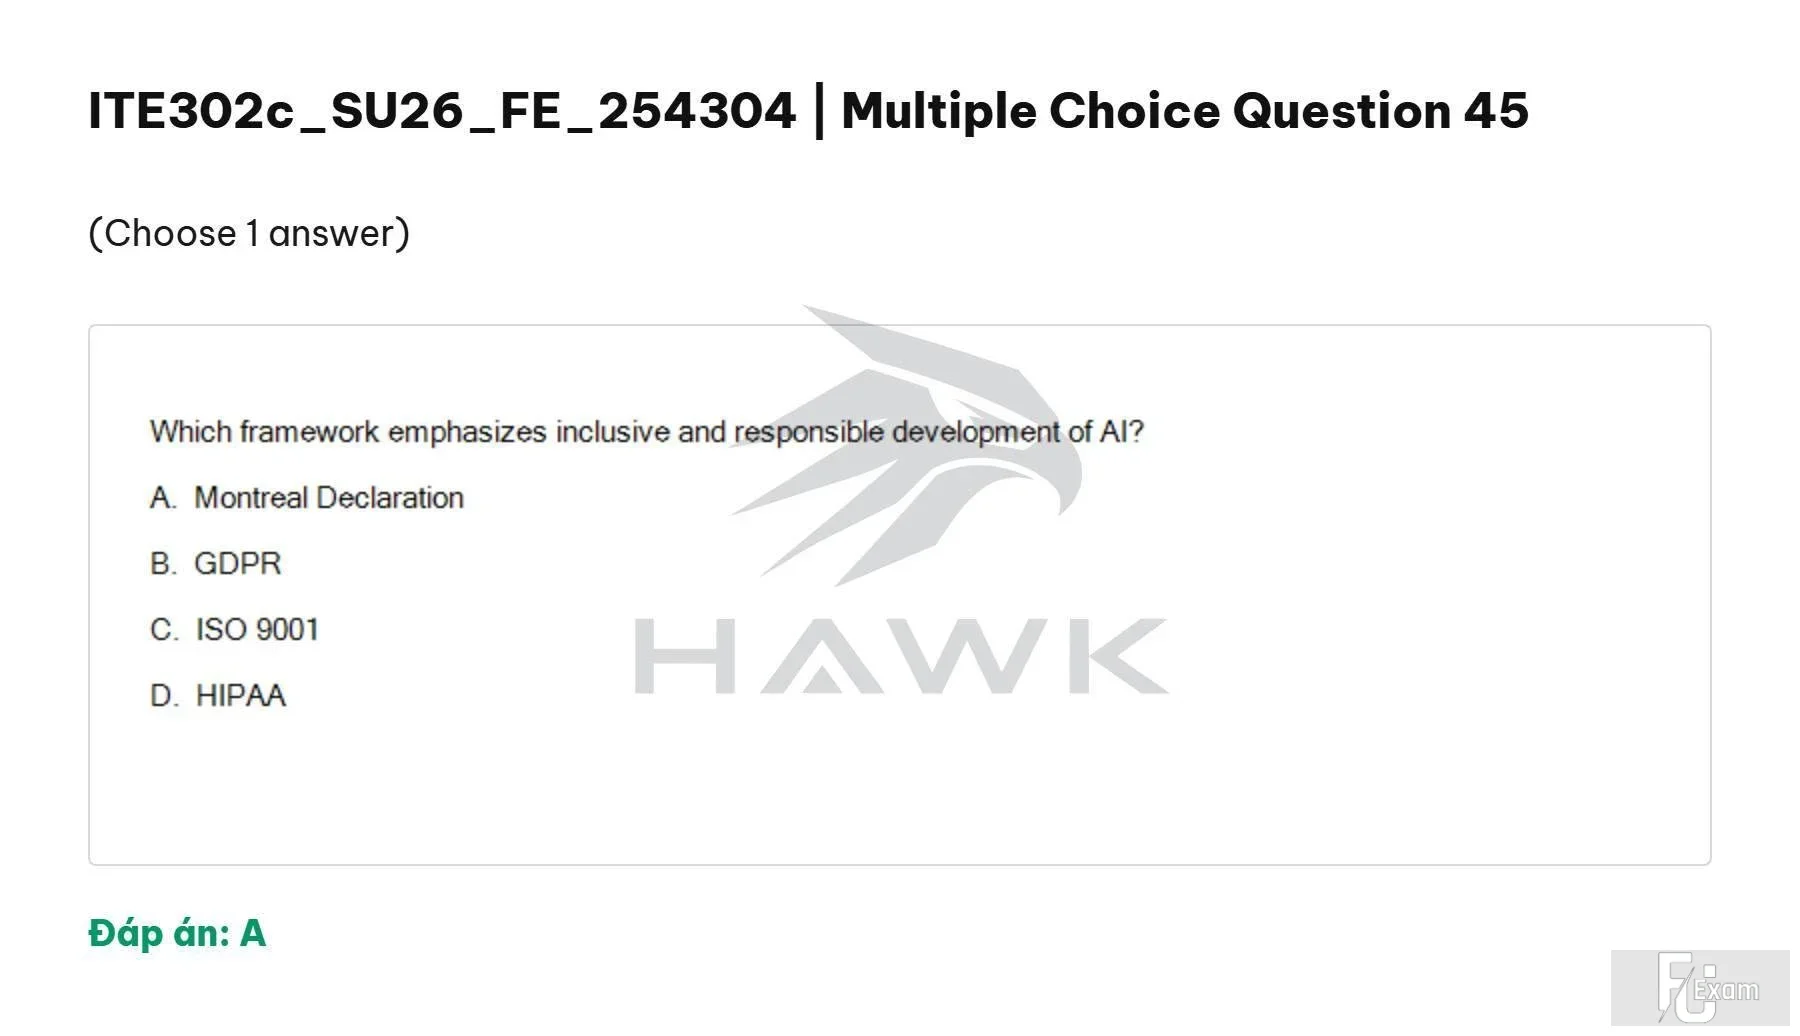 ITE302c_SU26_FE_254304 | Multiple Choice Question 45
(Choose 1 answer)
Which framework emphasizes inclusive and responsible development of AI?
A. Montreal Declaration
B. GDPR
C. ISO 9001
D. HIPAA
HAWK
Đáp án: A
FU Exam